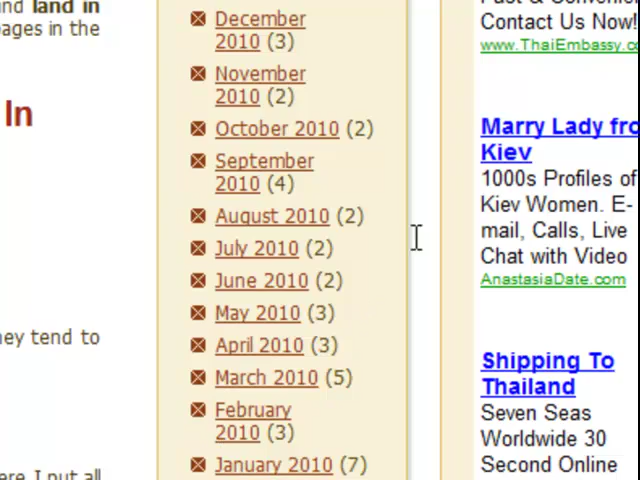 nd land in
ages in the
In
ey tend to
ere I put all
December
2010 (3)
November
2010 (2)
October 2010 (2)
September
2010 (4)
August 2010 (2)
July 2010 (2)
June 2010 (2)
May 2010 (3)
April 2010 (3)
March 2010 (5)
February
2010 (3)
January 2010 (7)
Contact Us Now!
www.ThaiEmbassy.c
Marry Lady fro
Kiev
1000s Profiles of
Kiev Women. E-
mail, Calls, Live
Chat with Video
AnastasiaDate.com
Shipping To
Thailand
Seven Seas
Worldwide 30
Second Online